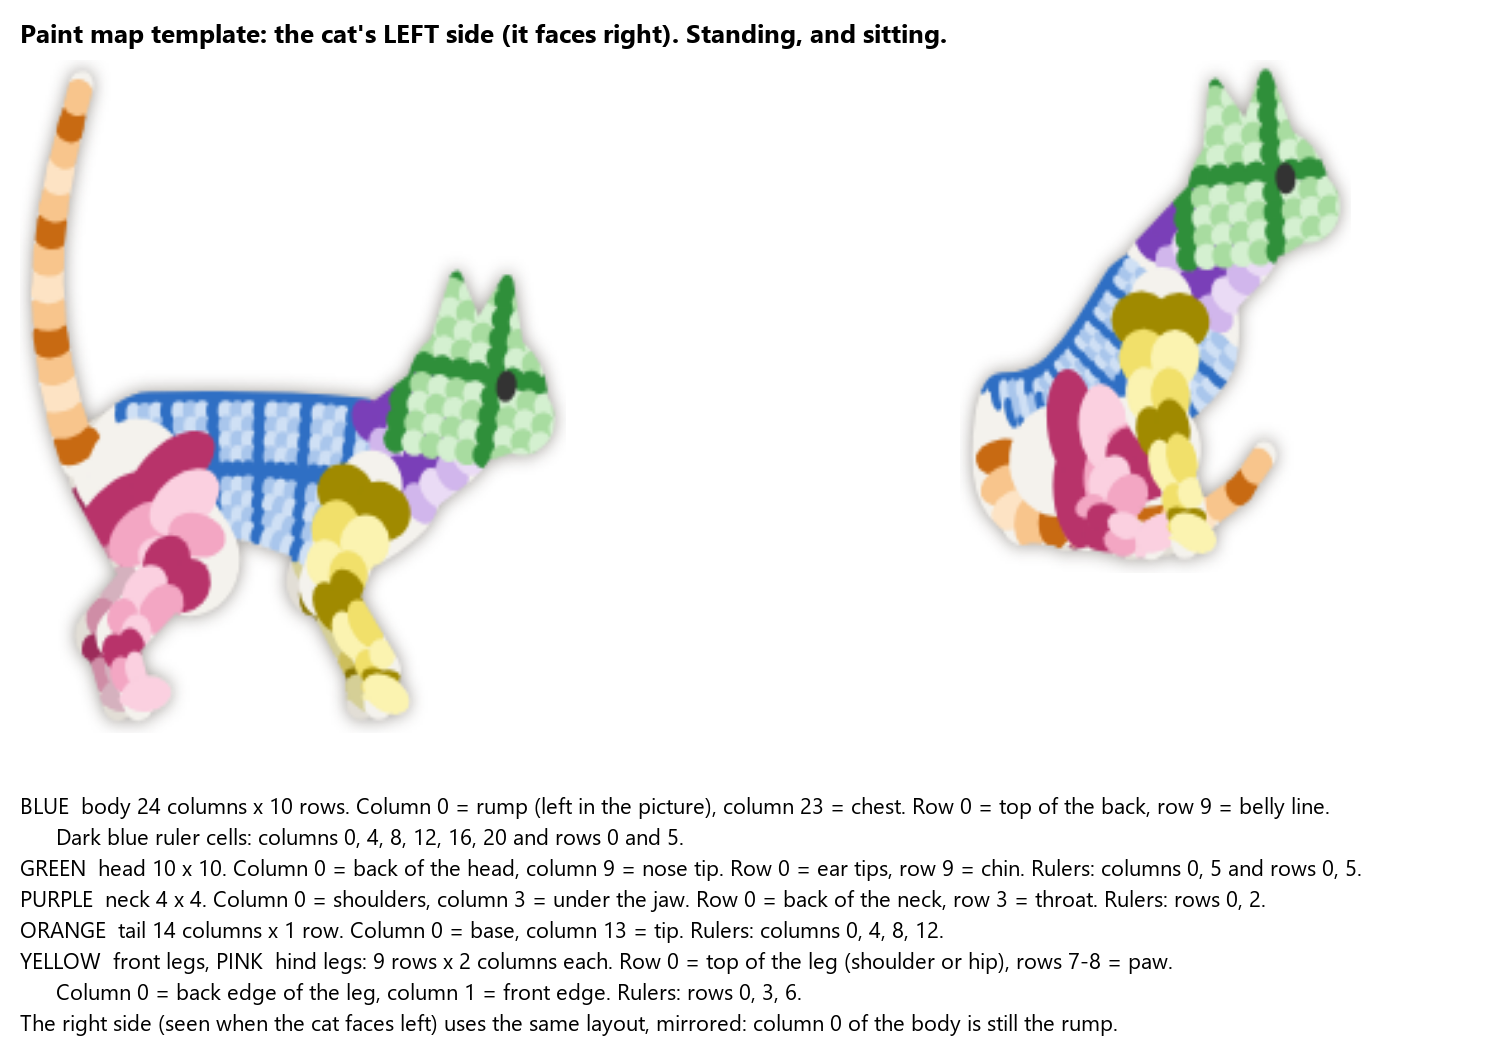 Paint map template: the cat's LEFT side (it faces right). Standing, and sitting.
BLUE  body 24 columns x 10 rows. Column 0 = rump (left in the picture), column 23 = chest. Row 0 = top of the back, row 9 = belly line.
Dark blue ruler cells: columns 0, 4, 8, 12, 16, 20 and rows 0 and 5.
GREEN  head 10 x 10. Column 0 = back of the head, column 9 = nose tip. Row 0 = ear tips, row 9 = chin. Rulers: columns 0, 5 and rows 0, 5.
PURPLE  neck 4 x 4. Column 0 = shoulders, column 3 = under the jaw. Row 0 = back of the neck, row 3 = throat. Rulers: rows 0, 2.
ORANGE  tail 14 columns x 1 row. Column 0 = base, column 13 = tip. Rulers: columns 0, 4, 8, 12.
YELLOW  front legs, PINK  hind legs: 9 rows x 2 columns each. Row 0 = top of the leg (shoulder or hip), rows 7-8 = paw.
Column 0 = back edge of the leg, column 1 = front edge. Rulers: rows 0, 3, 6.
The right side (seen when the cat faces left) uses the same layout, mirrored: column 0 of the body is still the rump.